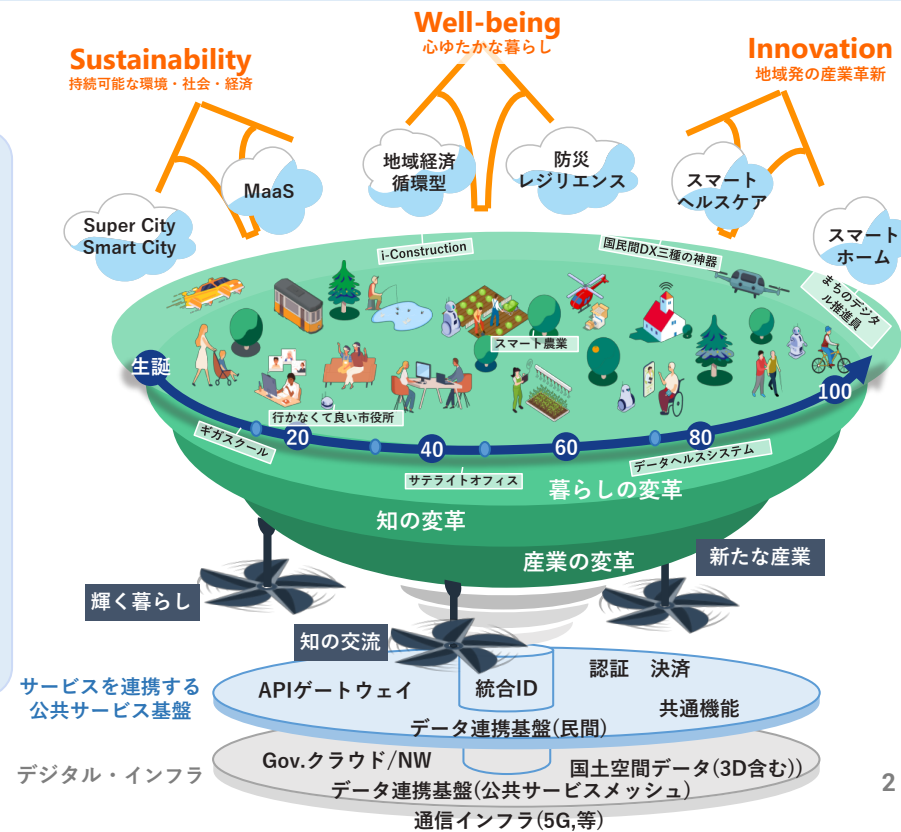 Well-being
心ゆたかな暮らし
Sustainability
持続可能な環境・社会・経済
Innovation
地域発の産業革新
Super City
Smart City
MaaS
地域経済
循環型
防災
レジリエンス
スマート
ヘルスケア
スマート
ホーム
i-Construction
国民間DX三種の神器
まちのデジタ
ル推進員
スマート農業
生誕
行かなくて良い市役所
ギガスクール
20
40
60
80
100
サテライトオフィス
データヘルスシステム
暮らしの変革
知の変革
産業の変革
新たな産業
輝く暮らし
知の交流
サービスを連携する
公共サービス基盤
APIゲートウェイ
統合ID
認証 決済
共通機能
データ連携基盤(民間)
デジタル・インフラ
Gov.クラウド/NW
国土空間データ(3D含む))
データ連携基盤(公共サービスメッシュ)
通信インフラ(5G,等)
2